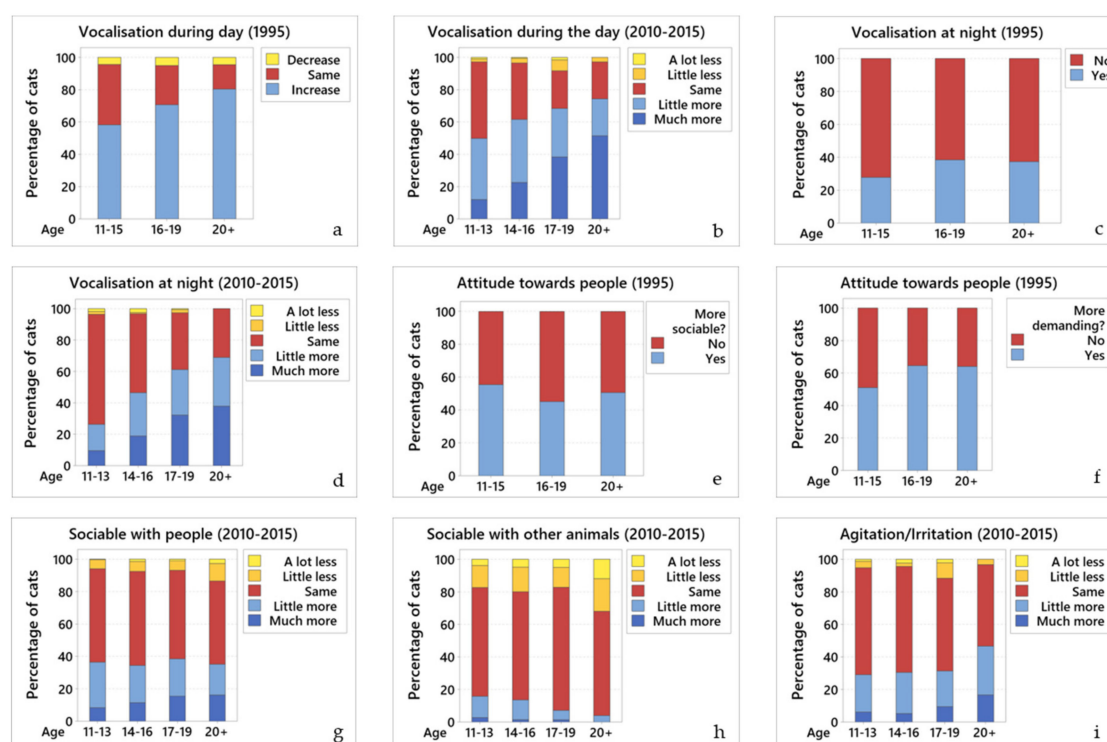 Vocalisation during day (1995)
Percentage of cats
100
80
60
40
20
0
Decrease
Same
Increase
Age
11-15
16-19
20+
a
Vocalisation during the day (2010-2015)
Percentage of cats
100
80
60
40
20
0
A lot less
Little less
Same
Little more
Much more
Age
11-13
14-16
17-19
20+
b
Vocalisation at night (1995)
Percentage of cats
100
80
60
40
20
0
No
Yes
Age
11-15
16-19
20+
c
Vocalisation at night (2010-2015)
Percentage of cats
100
80
60
40
20
0
A lot less
Little less
Same
Little more
Much more
Age
11-13
14-16
17-19
20+
d
Attitude towards people (1995)
Percentage of cats
100
80
60
40
20
0
More
sociable?
No
Yes
Age
11-15
16-19
20+
e
Attitude towards people (1995)
Percentage of cats
100
80
60
40
20
0
More
demanding?
No
Yes
Age
11-15
16-19
20+
f
Sociable with people (2010-2015)
Percentage of cats
100
80
60
40
20
0
A lot less
Little less
Same
Little more
Much more
Age
11-13
14-16
17-19
20+
g
Sociable with other animals (2010-2015)
Percentage of cats
100
80
60
40
20
0
A lot less
Little less
Same
Little more
Much more
Age
11-13
14-16
17-19
20+
h
Agitation/Irritation (2010-2015)
Percentage of cats
100
80
60
40
20
0
A lot less
Little less
Same
Little more
Much more
Age
11-13
14-16
17-19
20+
i